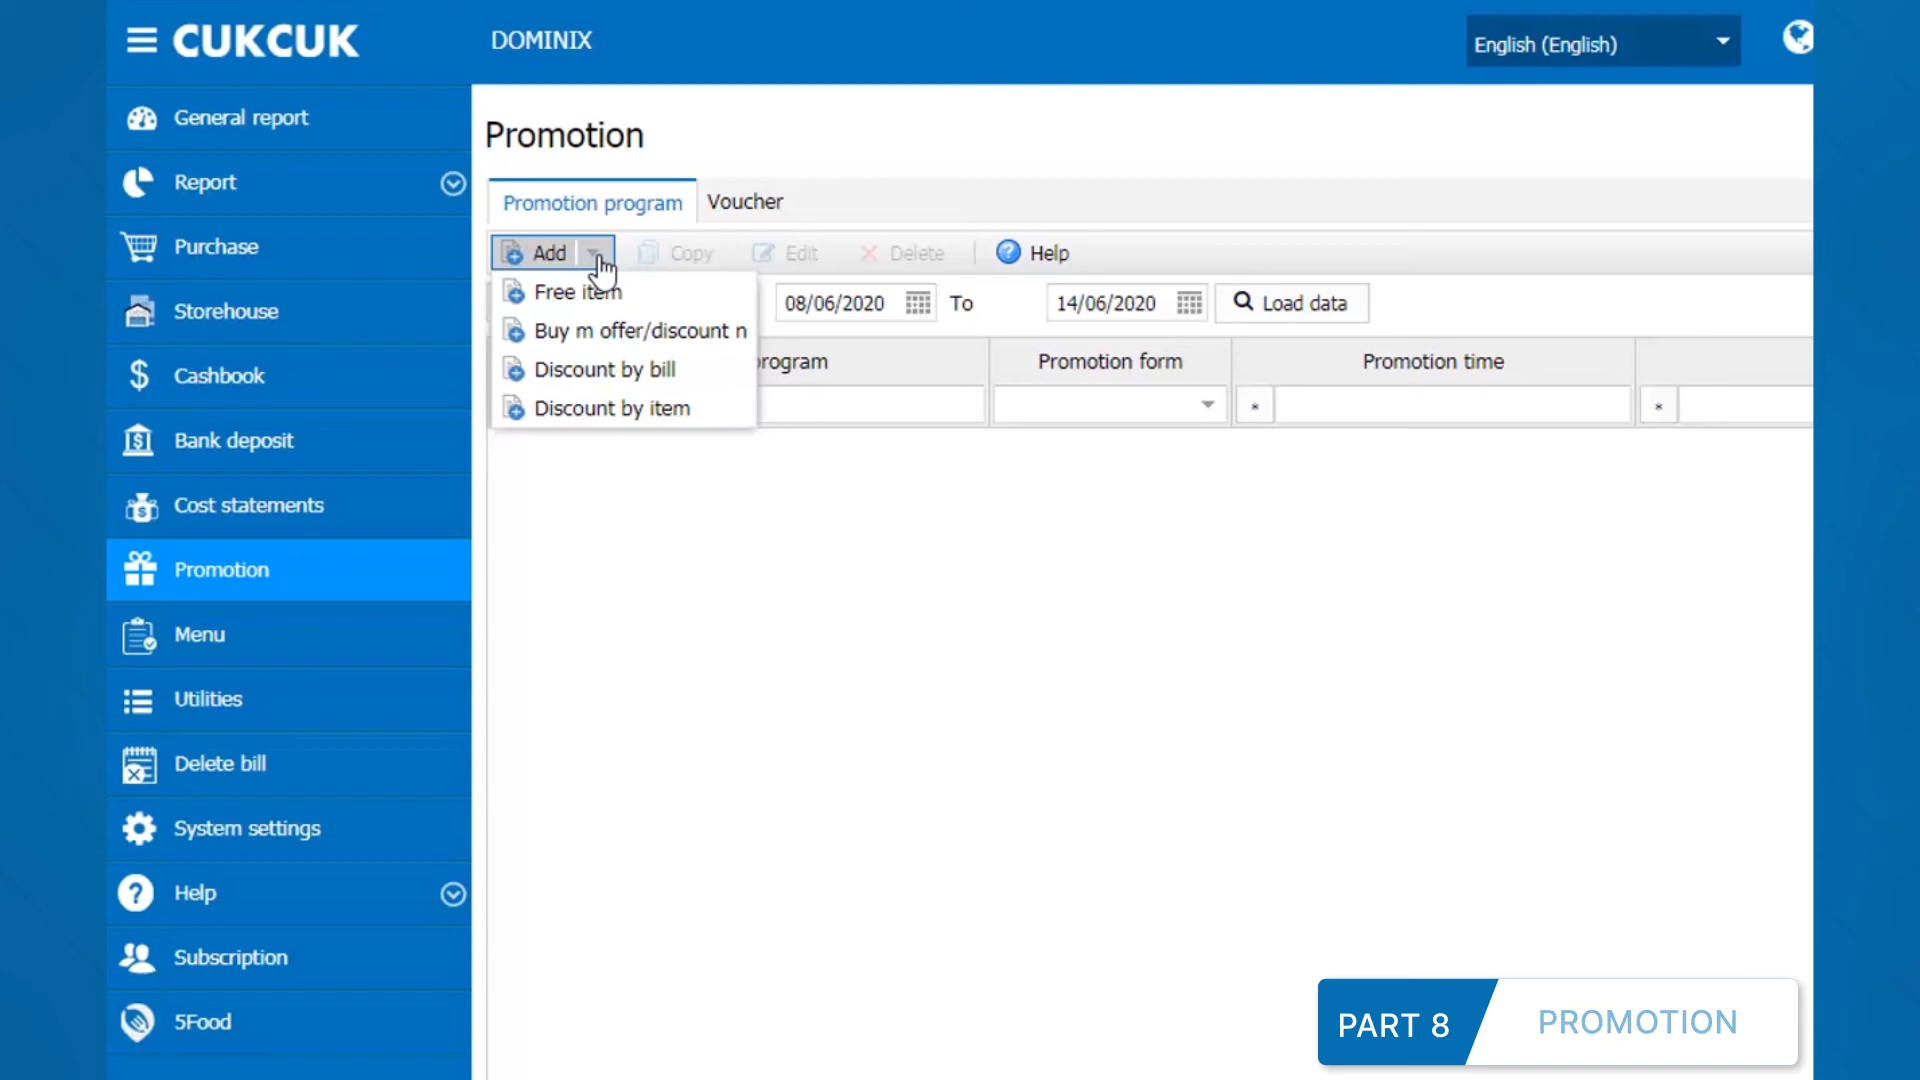 CUKCUK
DOMINIX
English (English)
General report
Report
Purchase
Storehouse
Cashbook
Bank deposit
Cost statements
Promotion
Menu
Utilities
Delete bill
System settings
Help
Subscription
5Food
Promotion
Promotion program
Voucher
Add
Copy
Edit
Delete
Help
Free item
Buy m offer/discount n
Discount by bill
Discount by item
08/06/2020
To
14/06/2020
Load data
program
Promotion form
Promotion time
*
*
PART 8
PROMOTION